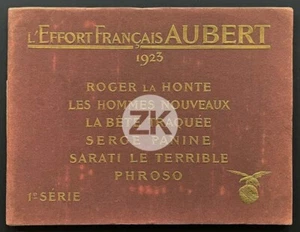 L'EFFORT FRANÇAIS AUBERT
1923
ROGER LA HONTE
LES HOMMES NOUVEAUX
LA BÊTE TRAQUÉE
SERGE PANINE
SARATI LE TERRIBLE
PHROSO
1re SÉRIE
ZK